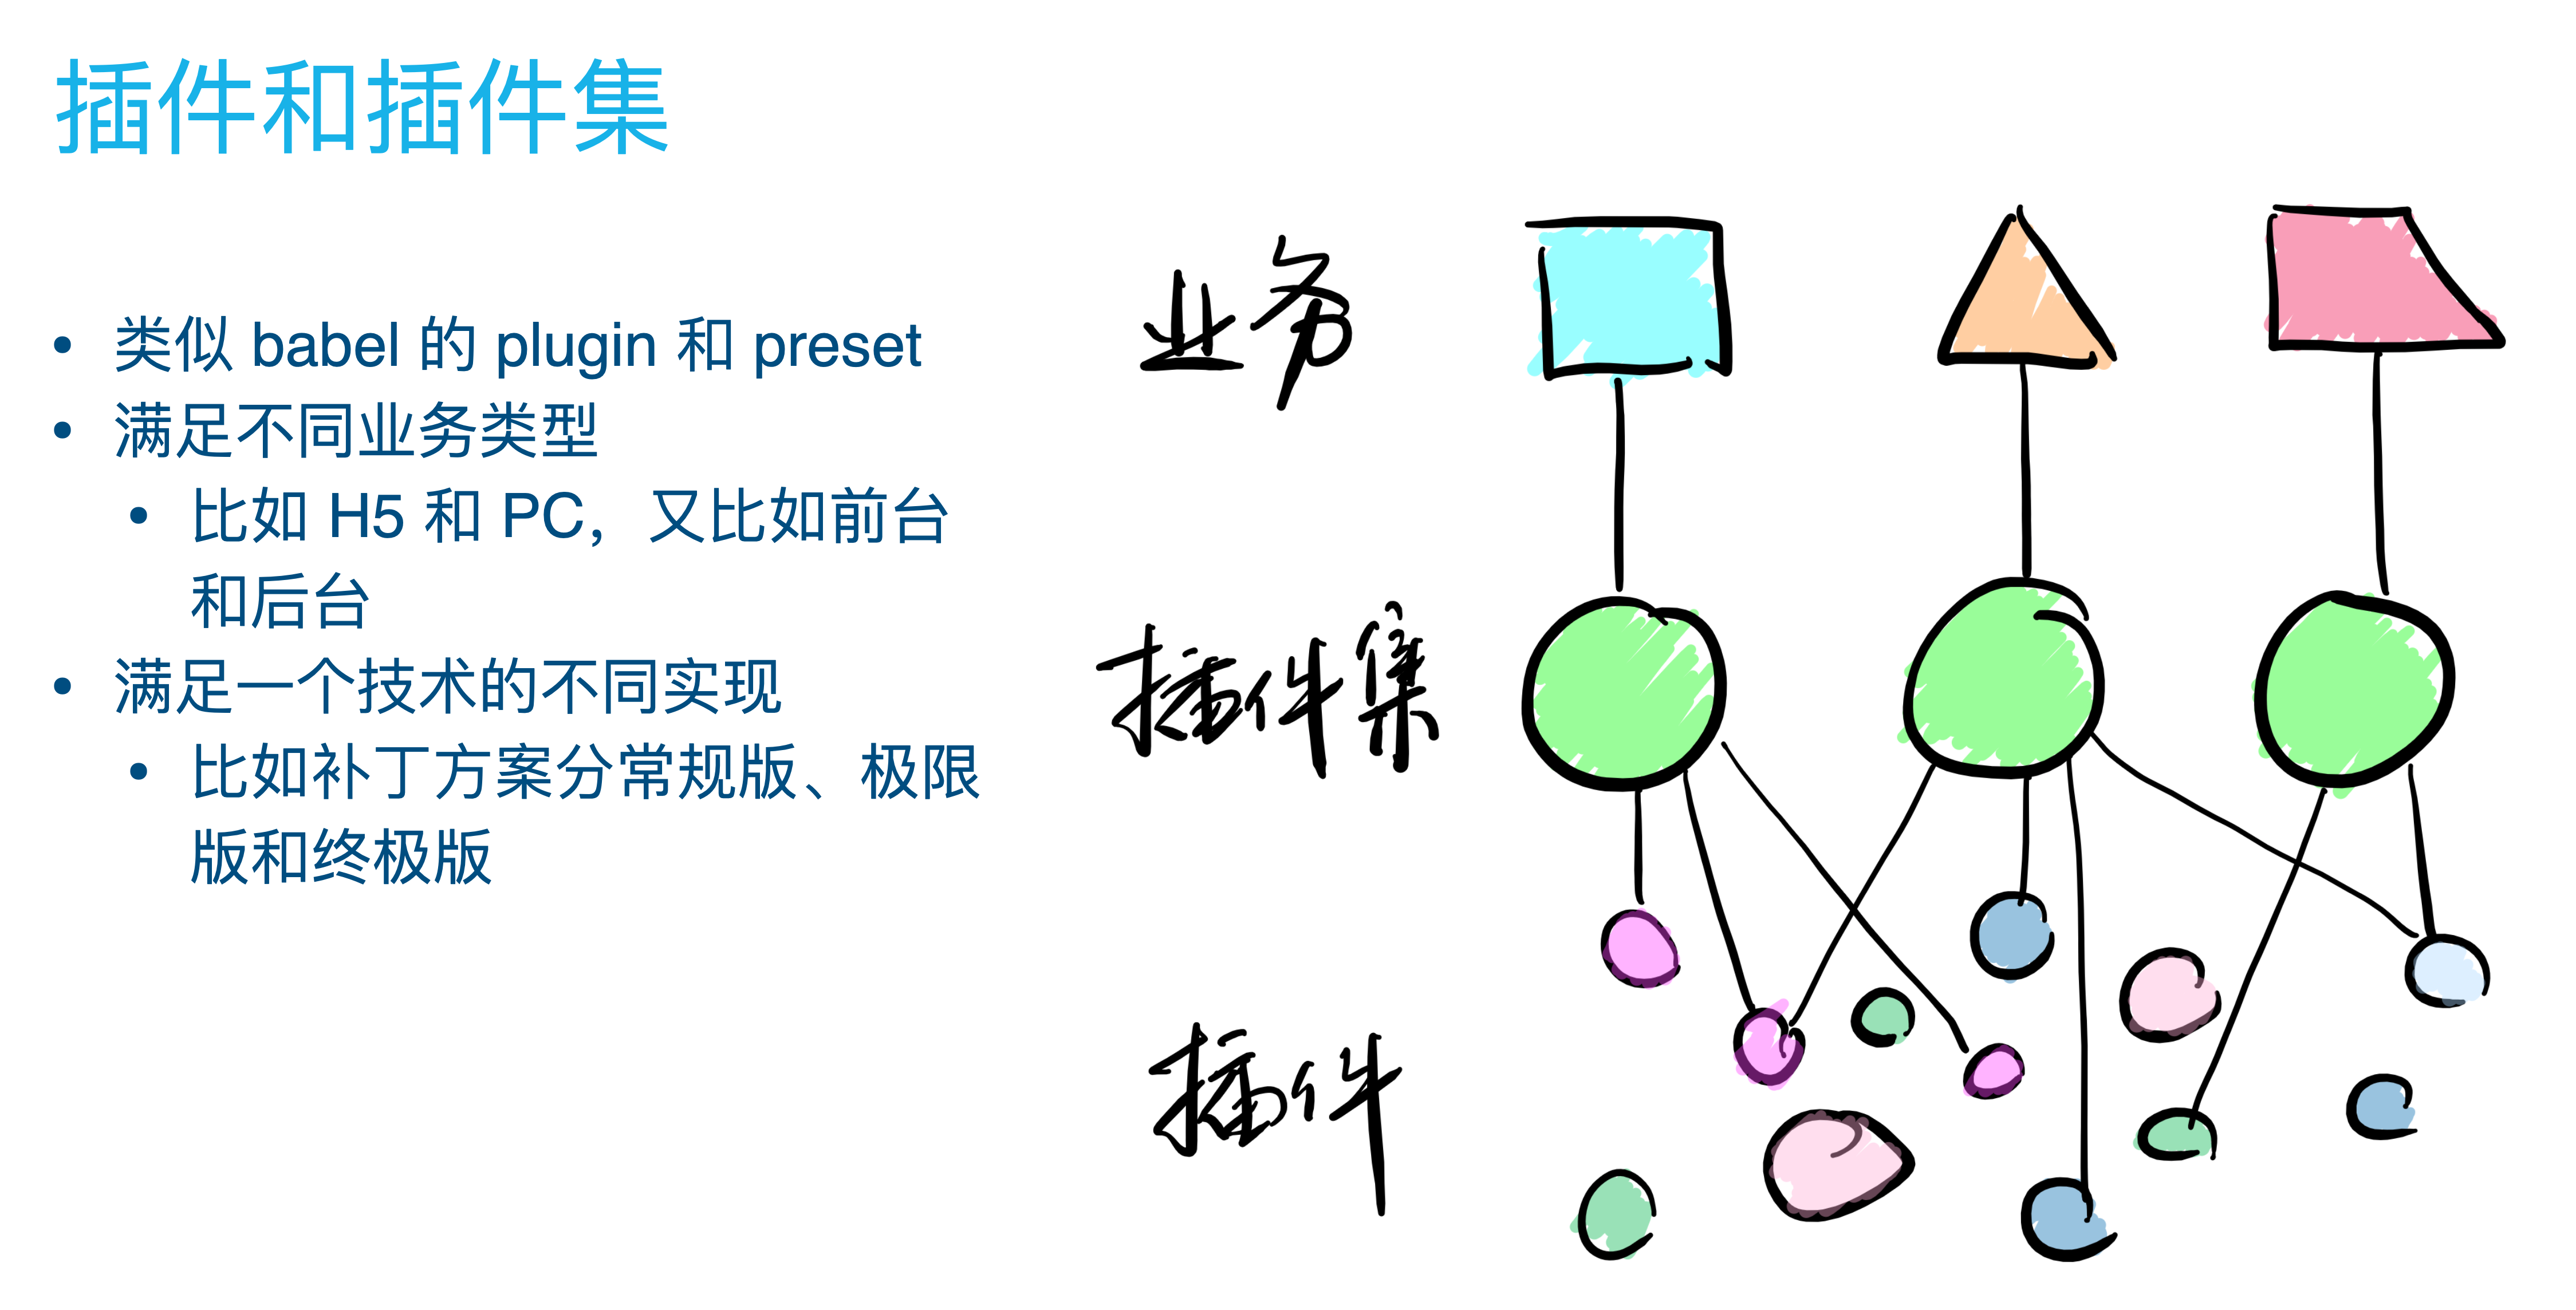 插件和插件集
• 类似 babel 的 plugin 和 preset
• 满足不同业务类型
• 比如 H5 和 PC，又比如前台
和后台
• 满足一个技术的不同实现
• 比如补丁方案分常规版、极限
版和终极版
业务
插件集
插件